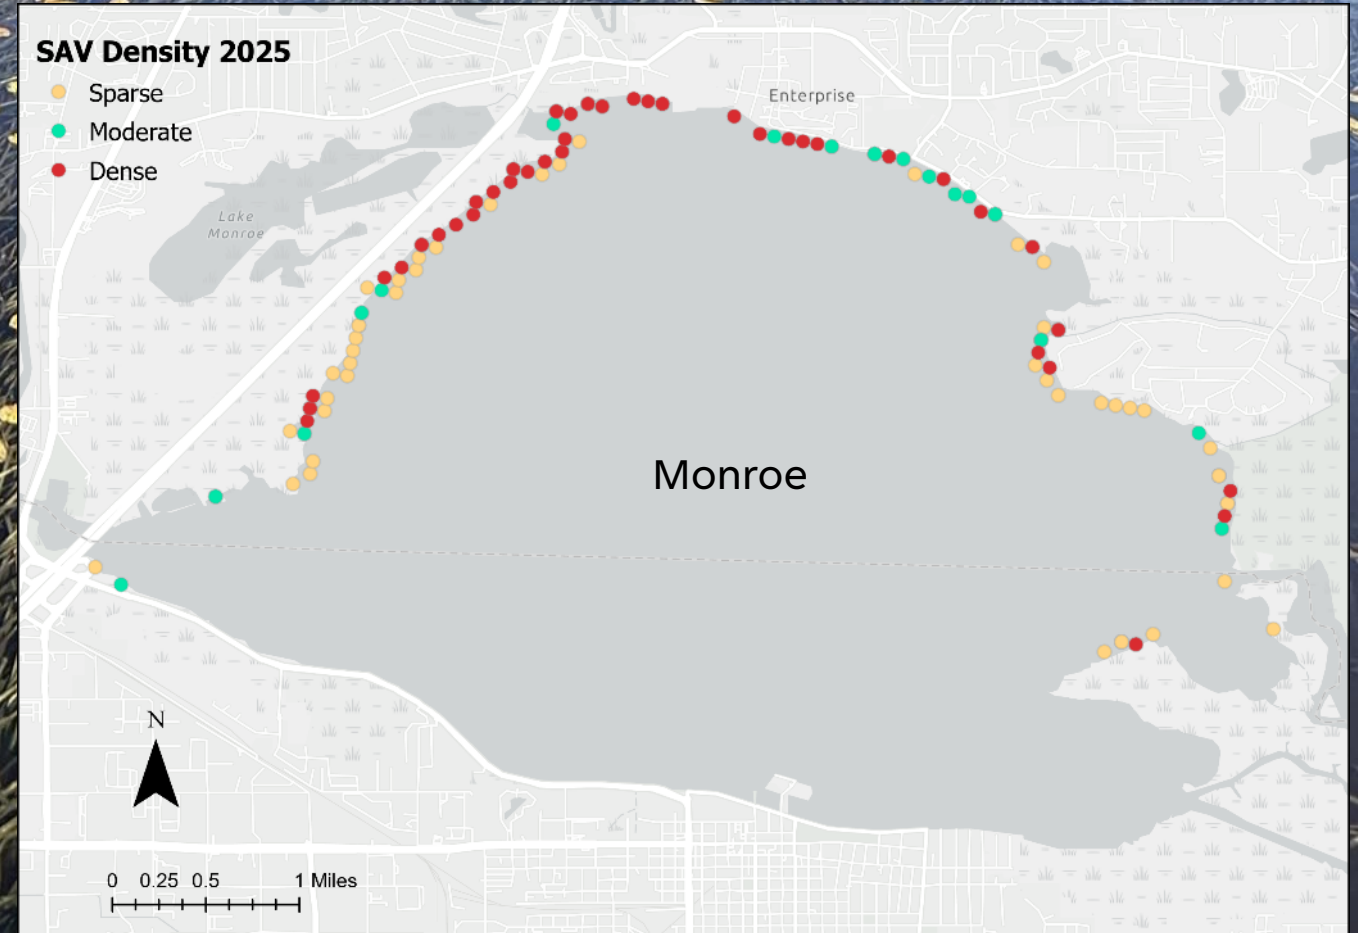 SAV Density 2025
Sparse
Moderate
Dense
Enterprise
Lake
Monroe
Monroe
N
0 0.25 0.5 1 Miles